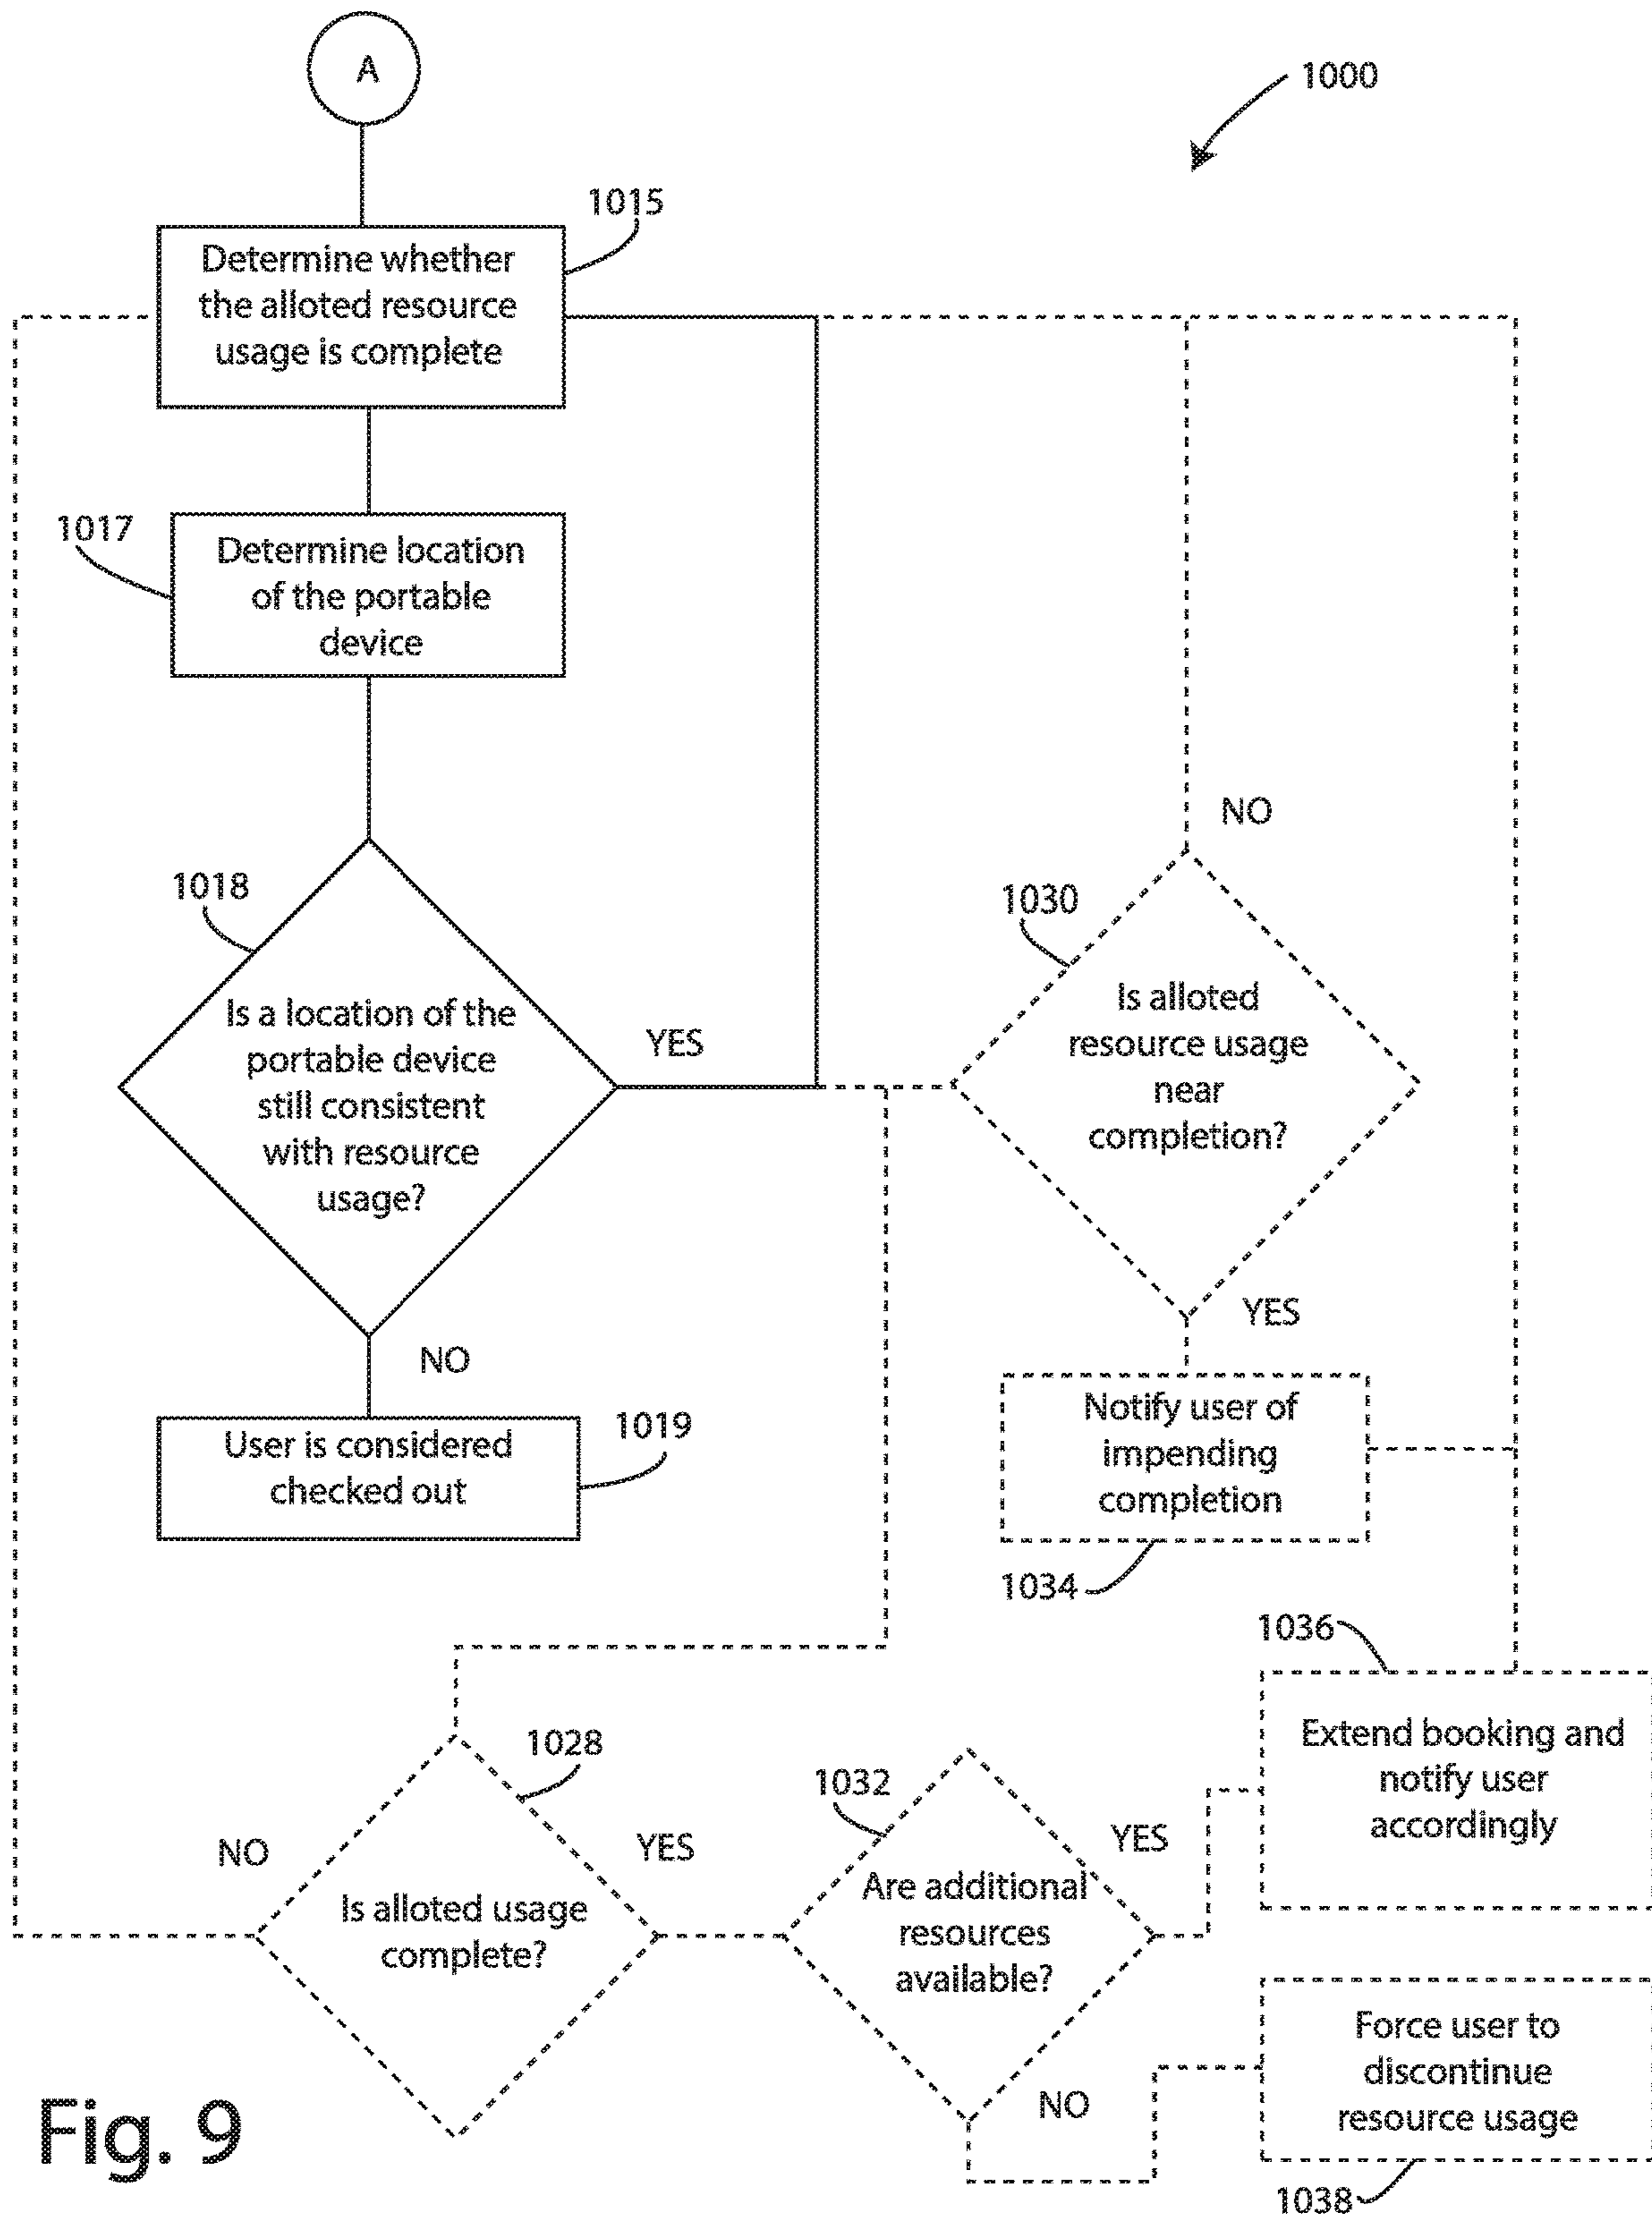 A
1000
1015
Determine whether
the alloted resource
usage is complete
1017
Determine location
of the portable
device
1018
Is a location of the
portable device
still consistent
with resource
usage?
YES
NO
1030
Is alloted
resource usage
near
completion?
NO
YES
User is considered
checked out
1019
Notify user of
impending
completion
1034
1036
Extend booking and
notify user
accordingly
1028
Is alloted usage
complete?
NO
YES
1032
Are additional
resources
available?
YES
NO
Force user to
discontinue
resource usage
1038
Fig. 9